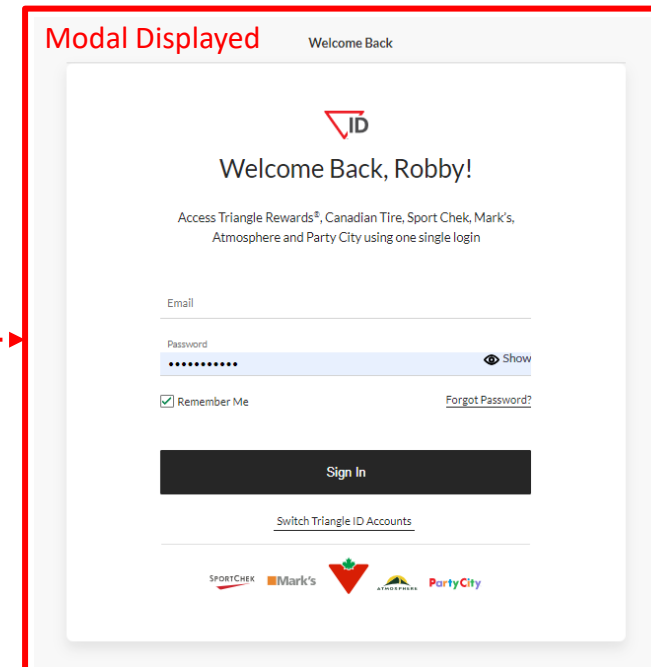 Modal Displayed
Welcome Back
ID
Welcome Back, Robby!
Access Triangle Rewards®, Canadian Tire, Sport Chek, Mark's,
Atmosphere and Party City using one single login
Email
Password
••••••••••• Show
Remember Me Forgot Password?
Sign In
Switch Triangle ID Accounts
SPORTCHEK Mark's ATMOSPHERE PartyCity